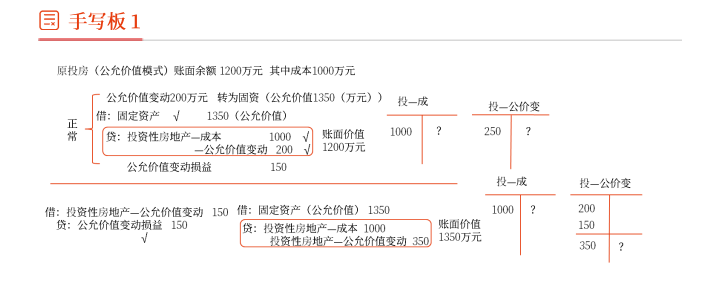 手写板 1
原投房（公允价值模式）账面余额 1200万元 其中成本1000万元
公允价值变动200万元 转为固资（公允价值1350（万元））
正常
借：固定资产 √ 1350（公允价值）
贷：投资性房地产—成本 1000 √
—公允价值变动 200 √
公允价值变动损益 150
账面价值
1200万元
投—成
1000 ？
投—公价变
250 ？
借：投资性房地产—公允价值变动 150
贷：公允价值变动损益 150
√
借：固定资产（公允价值） 1350
贷：投资性房地产—成本 1000
投资性房地产—公允价值变动 350
账面价值
1350万元
投—成
1000 ？
投—公价变
200
150
350 ？